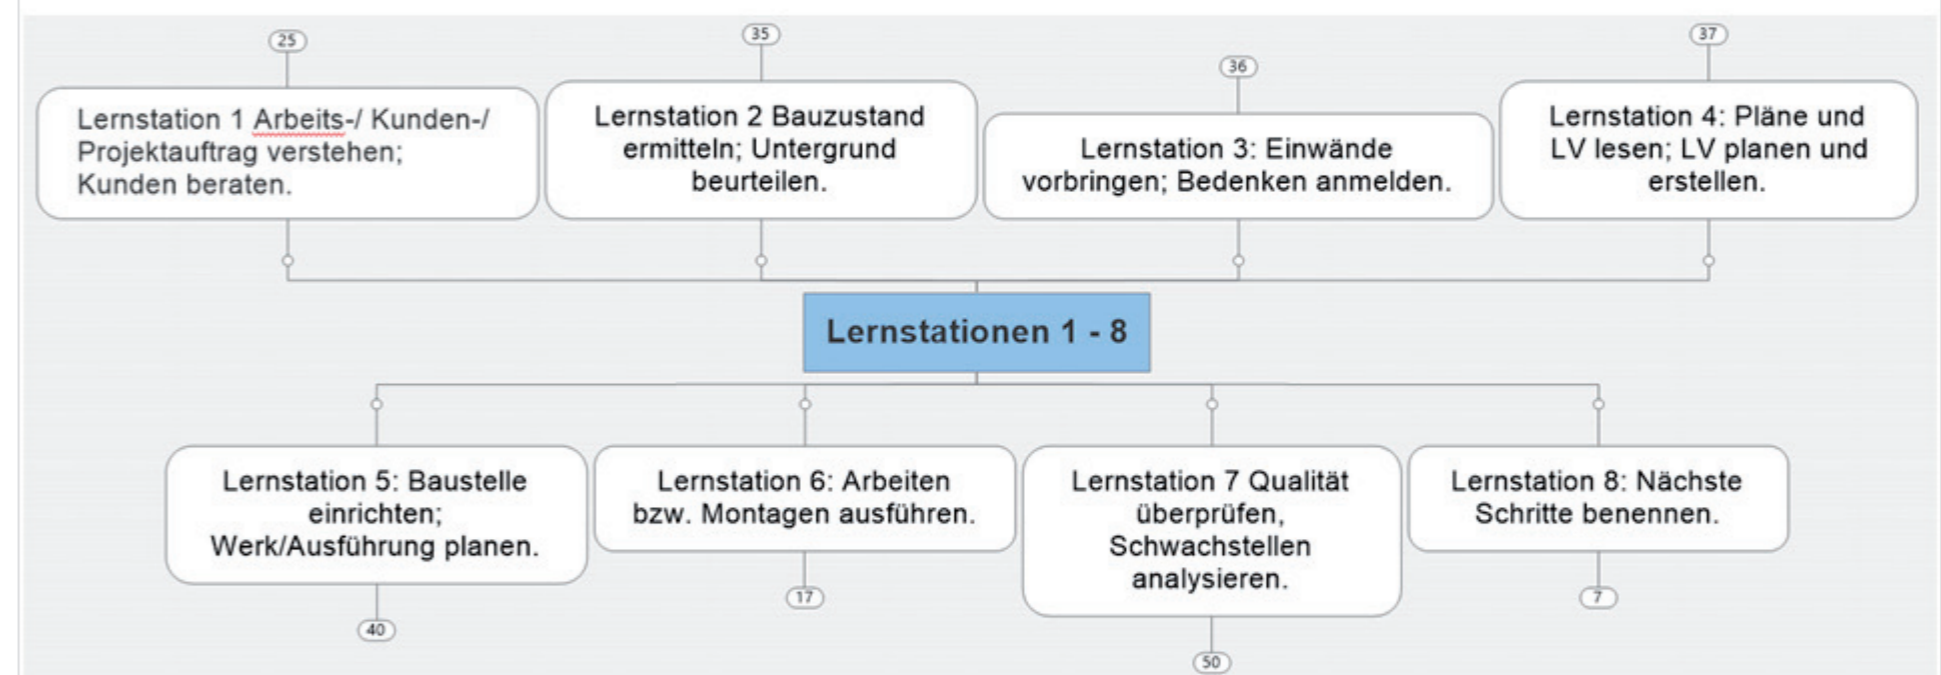 25
Lernstation 1 Arbeits-/ Kunden-/
Projektauftrag verstehen;
Kunden beraten.
35
Lernstation 2 Bauzustand
ermitteln; Untergrund
beurteilen.
36
Lernstation 3: Einwände
vorbringen; Bedenken anmelden.
37
Lernstation 4: Pläne und
LV lesen; LV planen und
erstellen.
Lernstationen 1 - 8
Lernstation 5: Baustelle
einrichten;
Werk/Ausführung planen.
40
Lernstation 6: Arbeiten
bzw. Montagen ausführen.
17
Lernstation 7 Qualität
überprüfen,
Schwachstellen
analysieren.
50
Lernstation 8: Nächste
Schritte benennen.
7